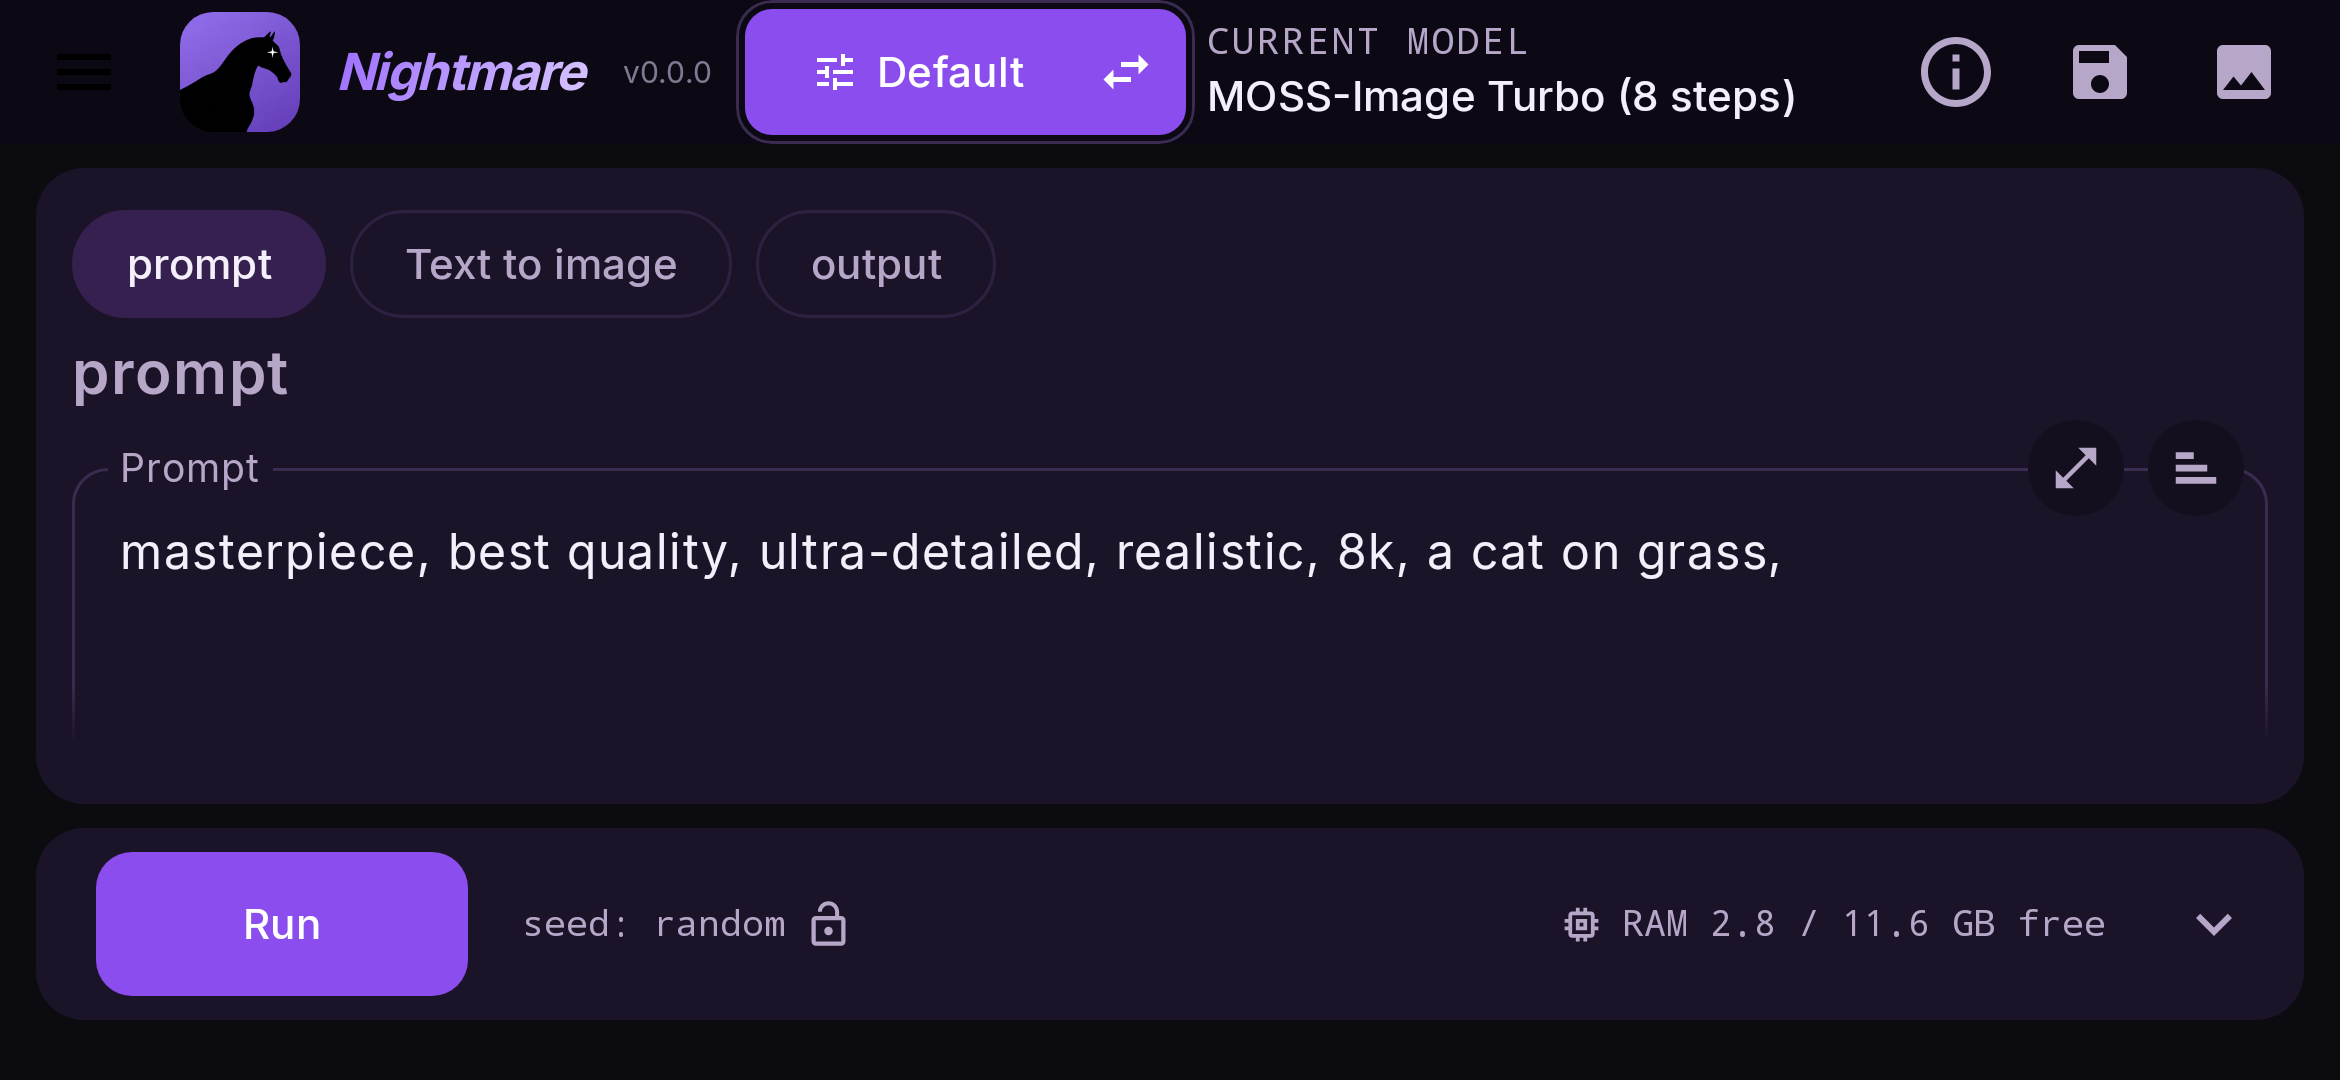 Nightmare v0.0.0
Default
CURRENT MODEL
MOSS-Image Turbo (8 steps)
prompt
Text to image
output
prompt
Prompt
masterpiece, best quality, ultra-detailed, realistic, 8k, a cat on grass,
Run
seed: random
RAM 2.8 / 11.6 GB free